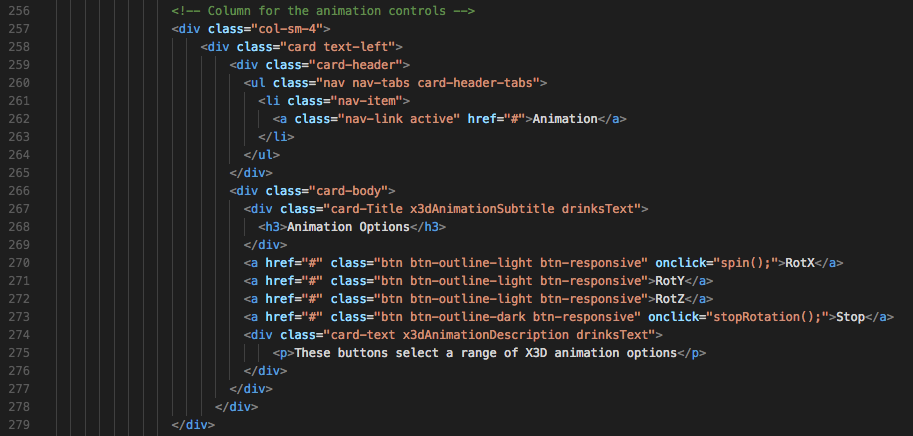 256 <!-- Column for the animation controls -->
257 <div class="col-sm-4">
258 <div class="card text-left">
259 <div class="card-header">
260 <ul class="nav nav-tabs card-header-tabs">
261 <li class="nav-item">
262 <a class="nav-link active" href="#">Animation</a>
263 </li>
264 </ul>
265 </div>
266 <div class="card-body">
267 <div class="card-Title x3dAnimationSubtitle drinksText">
268 <h3>Animation Options</h3>
269 </div>
270 <a href="#" class="btn btn-outline-light btn-responsive" onclick="spin();">RotX</a>
271 <a href="#" class="btn btn-outline-light btn-responsive">RotY</a>
272 <a href="#" class="btn btn-outline-light btn-responsive">RotZ</a>
273 <a href="#" class="btn btn-outline-dark btn-responsive" onclick="stopRotation();">Stop</a>
274 <div class="card-text x3dAnimationDescription drinksText">
275 <p>These buttons select a range of X3D animation options</p>
276 </div>
277 </div>
278 </div>
279 </div>